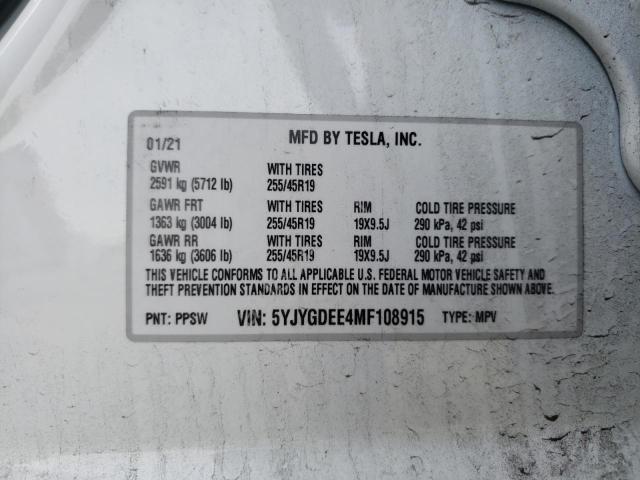 01/21 MFD BY TESLA, INC.
GVWR WITH TIRES
2591 kg (5712 lb) 255/45R19
GAWR FRT WITH TIRES RIM COLD TIRE PRESSURE
1363 kg (3004 lb) 255/45R19 19X9.5J 290 kPa, 42 psi
GAWR RR WITH TIRES RIM COLD TIRE PRESSURE
1636 kg (3606 lb) 255/45R19 19X9.5J 290 kPa, 42 psi
THIS VEHICLE CONFORMS TO ALL APPLICABLE U.S. FEDERAL MOTOR VEHICLE SAFETY AND
THEFT PREVENTION STANDARDS IN EFFECT ON THE DATE OF MANUFACTURE SHOWN ABOVE.
PNT: PPSW VIN: 5YJYGDEE4MF108915 TYPE: MPV